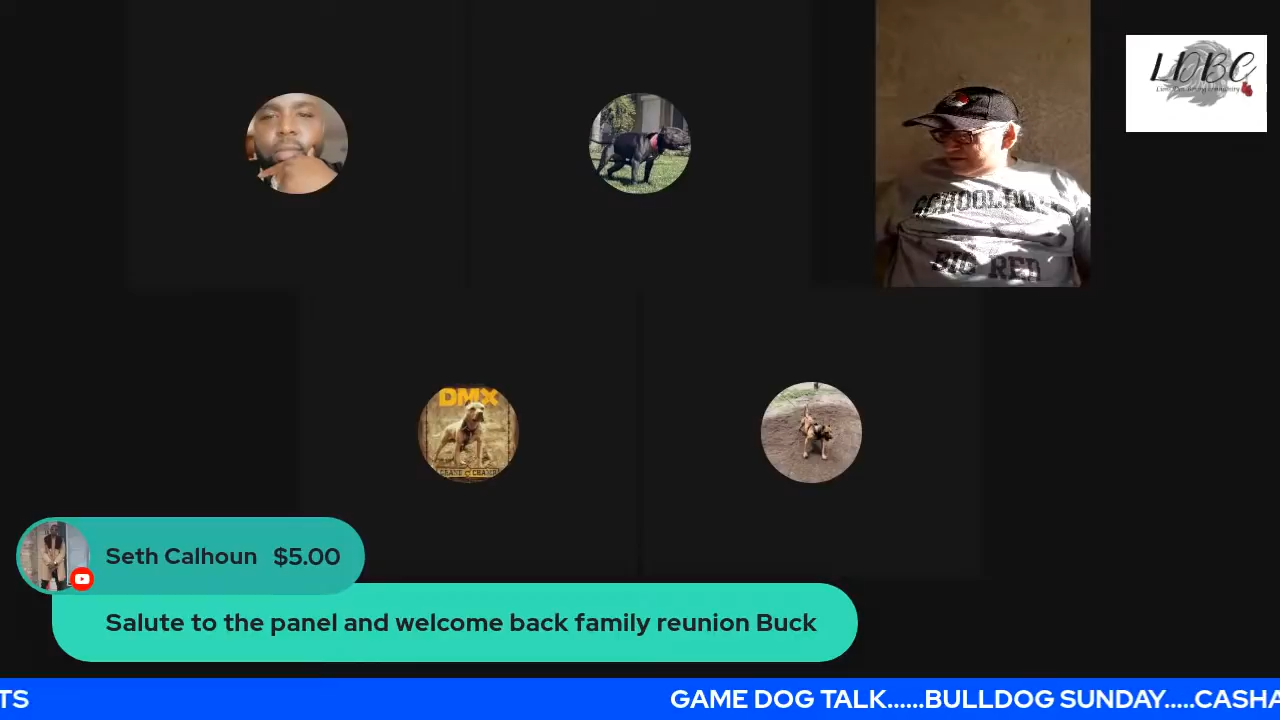 LDBC
SCHOOLBOY
BIG RED
DMX
Seth Calhoun $5.00
Salute to the panel and welcome back family reunion Buck
TS
GAME DOG TALK......BULLDOG SUNDAY.....CASHA